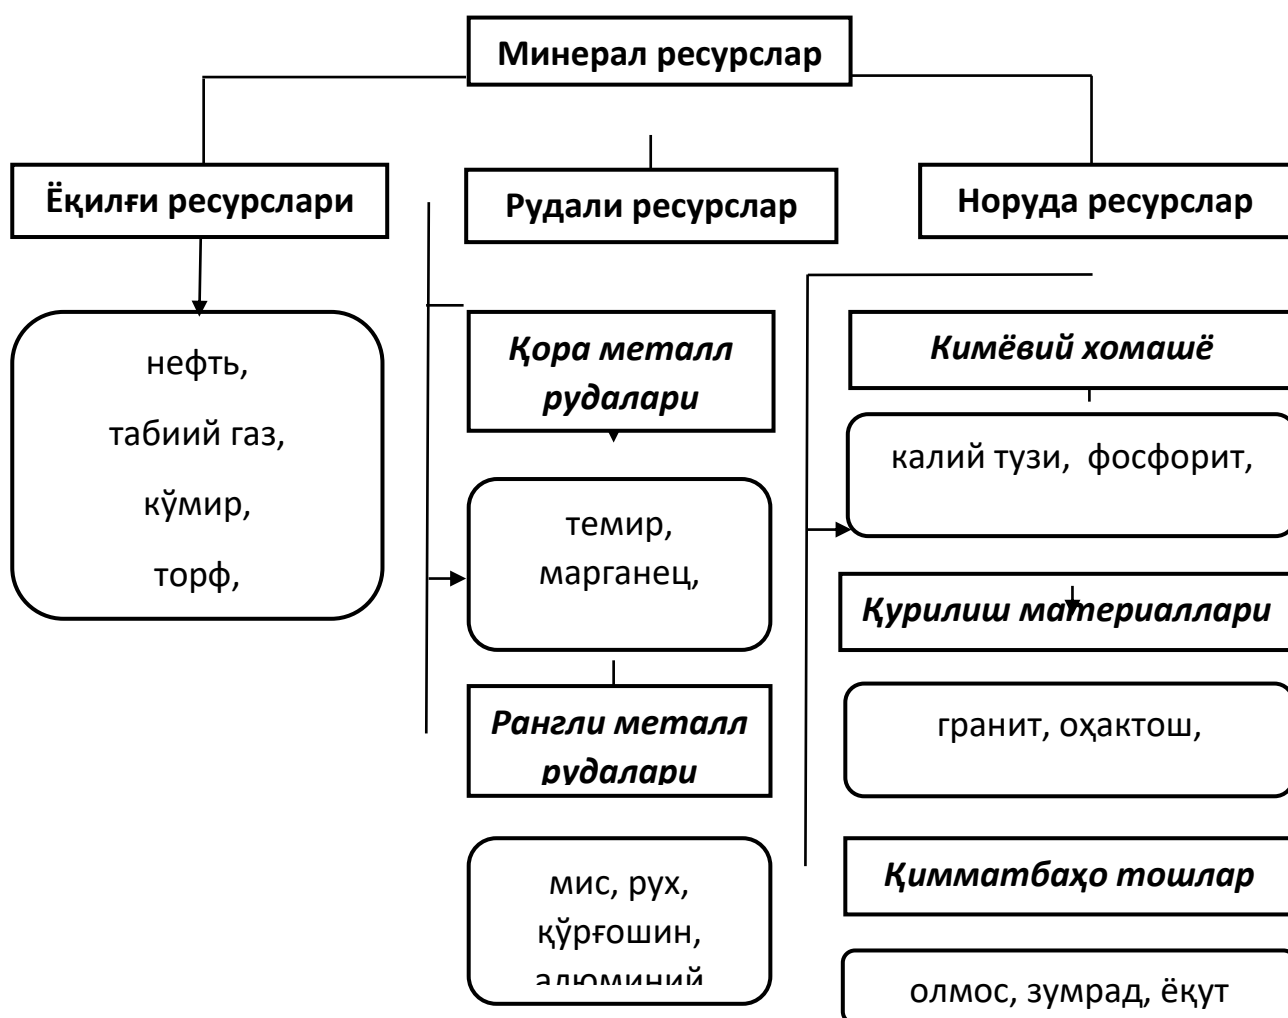 Минерал ресурслар
Ёқилғи ресурслари
Рудали ресурслар
Норуда ресурслар
нефть,
табиий газ,
кўмир,
торф,
Қора металл
рудалари
темир,
марганец,
Рангли металл
рудалари
мис, рух,
қўрғошин,
алюминий
Кимёвий хомашё
калий тузи, фосфорит,
Қурилиш материаллари
гранит, оҳактош,
Қимматбаҳо тошлар
олмос, зумрад, ёқут